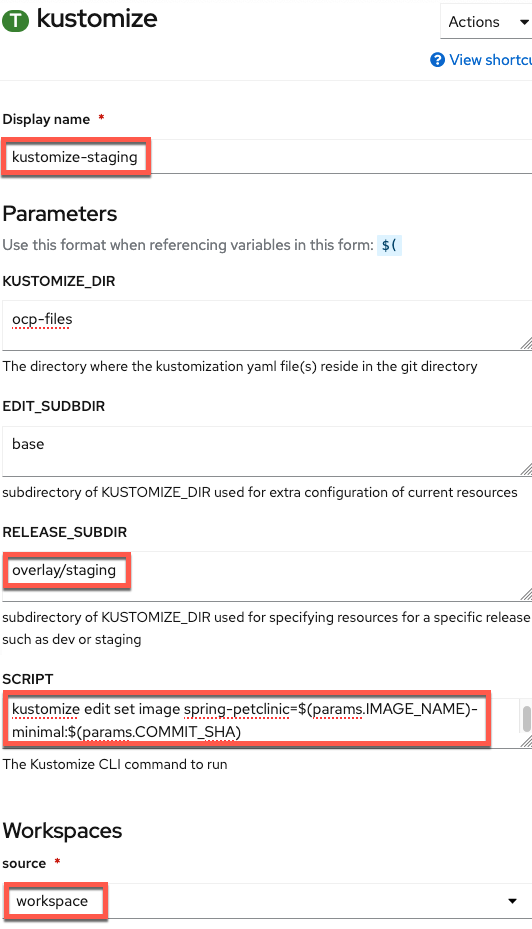 T kustomize
Actions
View shortcu
Display name *
kustomize-staging
Parameters
Use this format when referencing variables in this form: $(
KUSTOMIZE_DIR
ocp-files
The directory where the kustomization yaml file(s) reside in the git directory
EDIT_SUDBDIR
base
subdirectory of KUSTOMIZE_DIR used for extra configuration of current resources
RELEASE_SUBDIR
overlay/staging
subdirectory of KUSTOMIZE_DIR used for specifying resources for a specific release
such as dev or staging
SCRIPT
kustomize edit set image spring-petclinic=$(params.IMAGE_NAME)-
minimal:$(params.COMMIT_SHA)
The Kustomize CLI command to run
Workspaces
source *
workspace